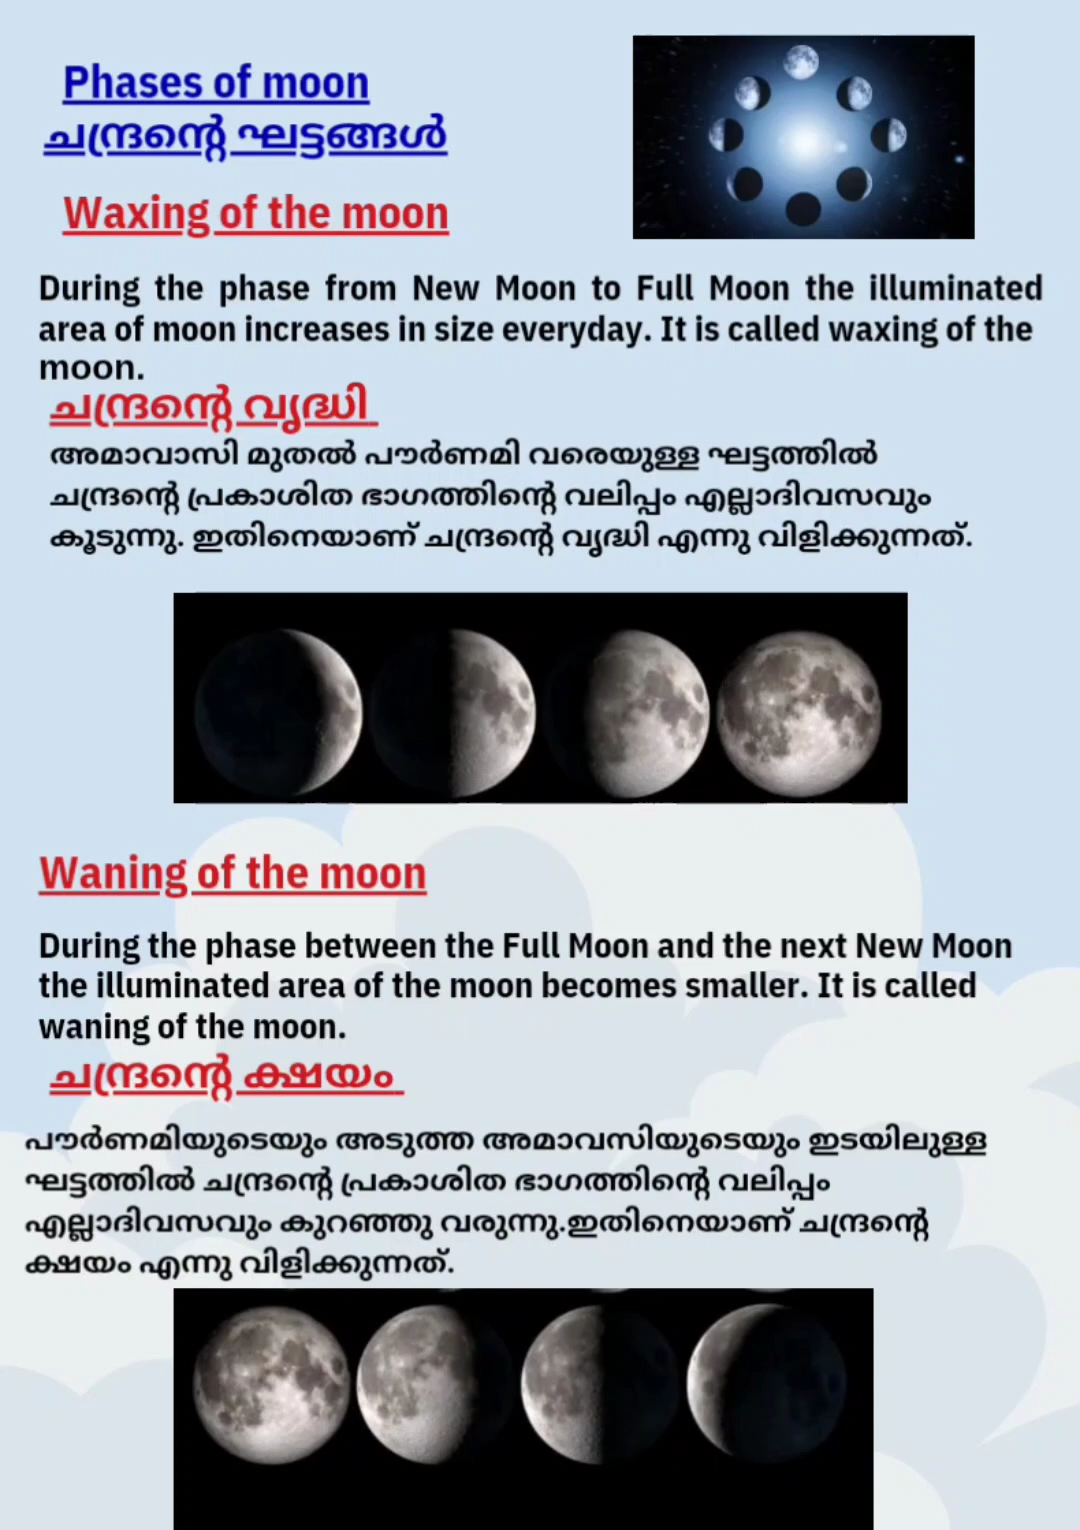 Phases of moon
ചന്ദ്രന്റെ ഘട്ടങ്ങൾ
Waxing of the moon
During the phase from New Moon to Full Moon the illuminated
area of moon increases in size everyday. It is called waxing of the
moon.
ചന്ദ്രന്റെ വൃദ്ധി
അമാവാസി മുതൽ പൗർണമി വരെയുള്ള ഘട്ടത്തിൽ
ചന്ദ്രന്റെ പ്രകാശിത ഭാഗത്തിന്റെ വലിപ്പം എല്ലാദിവസവും
കൂടുന്നു. ഇതിനെയാണ് ചന്ദ്രന്റെ വൃദ്ധി എന്നു വിളിക്കുന്നത്.
Waning of the moon
During the phase between the Full Moon and the next New Moon
the illuminated area of the moon becomes smaller. It is called
waning of the moon.
ചന്ദ്രന്റെ ക്ഷയം
പൗർണമിയുടെയും അടുത്ത അമാവസിയുടെയും ഇടയിലുള്ള
ഘട്ടത്തിൽ ചന്ദ്രന്റെ പ്രകാശിത ഭാഗത്തിന്റെ വലിപ്പം
എല്ലാദിവസവും കുറഞ്ഞു വരുന്നു.ഇതിനെയാണ് ചന്ദ്രന്റെ
ക്ഷയം എന്നു വിളിക്കുന്നത്.